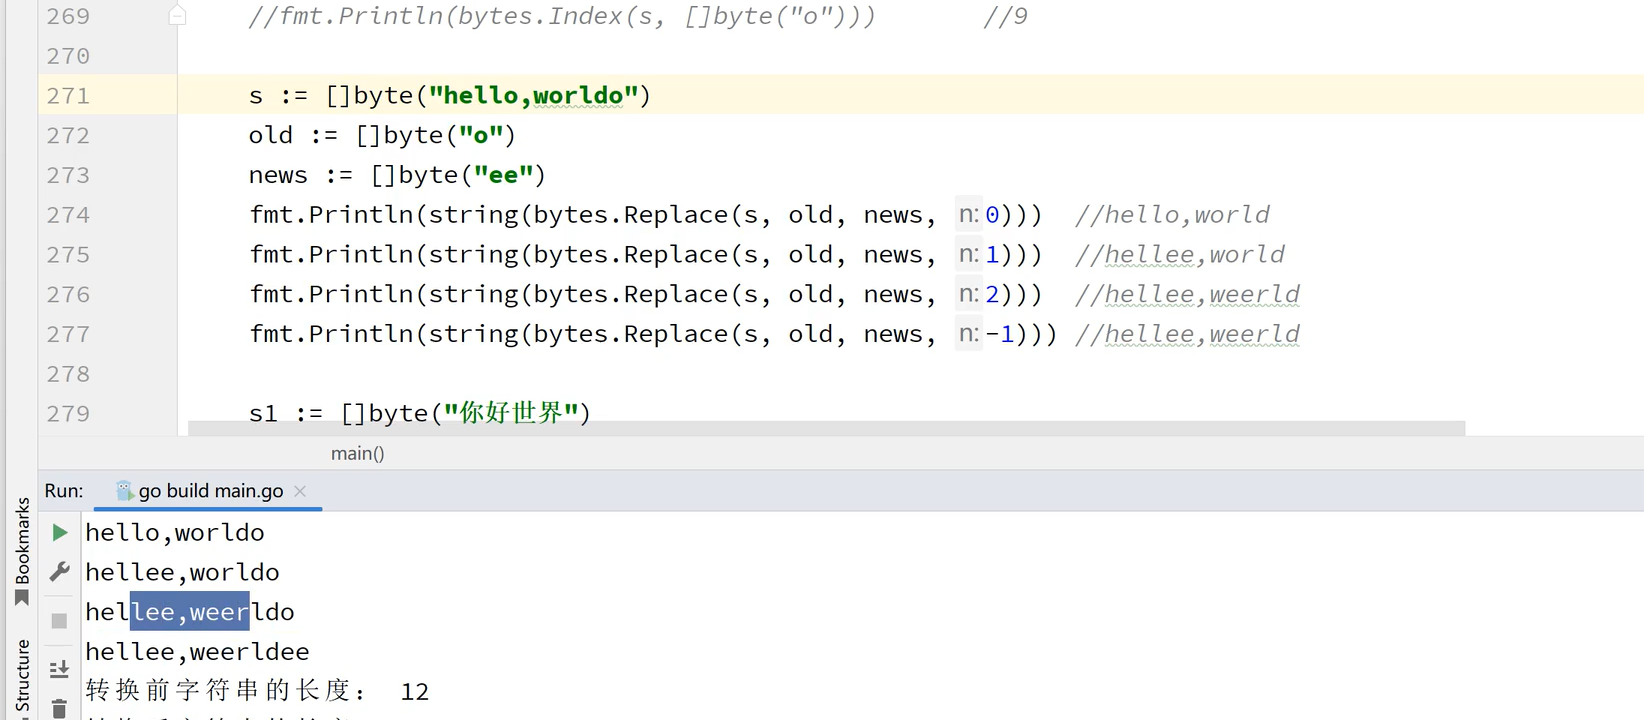 269 //fmt.Println(bytes.Index(s, []byte("o"))) //9
270
271 s := []byte("hello,worldo")
272 old := []byte("o")
273 news := []byte("ee")
274 fmt.Println(string(bytes.Replace(s, old, news, n: 0))) //hello,world
275 fmt.Println(string(bytes.Replace(s, old, news, n: 1))) //hellee,world
276 fmt.Println(string(bytes.Replace(s, old, news, n: 2))) //hellee,weerld
277 fmt.Println(string(bytes.Replace(s, old, news, n: -1))) //hellee,weerld
278
279 s1 := []byte("你好世界")
main()
Run: go build main.go
Bookmarks
Structure
hello,worldo
hellee,worldo
hellee,weerldo
hellee,weerldee
转换前字符串的长度： 12